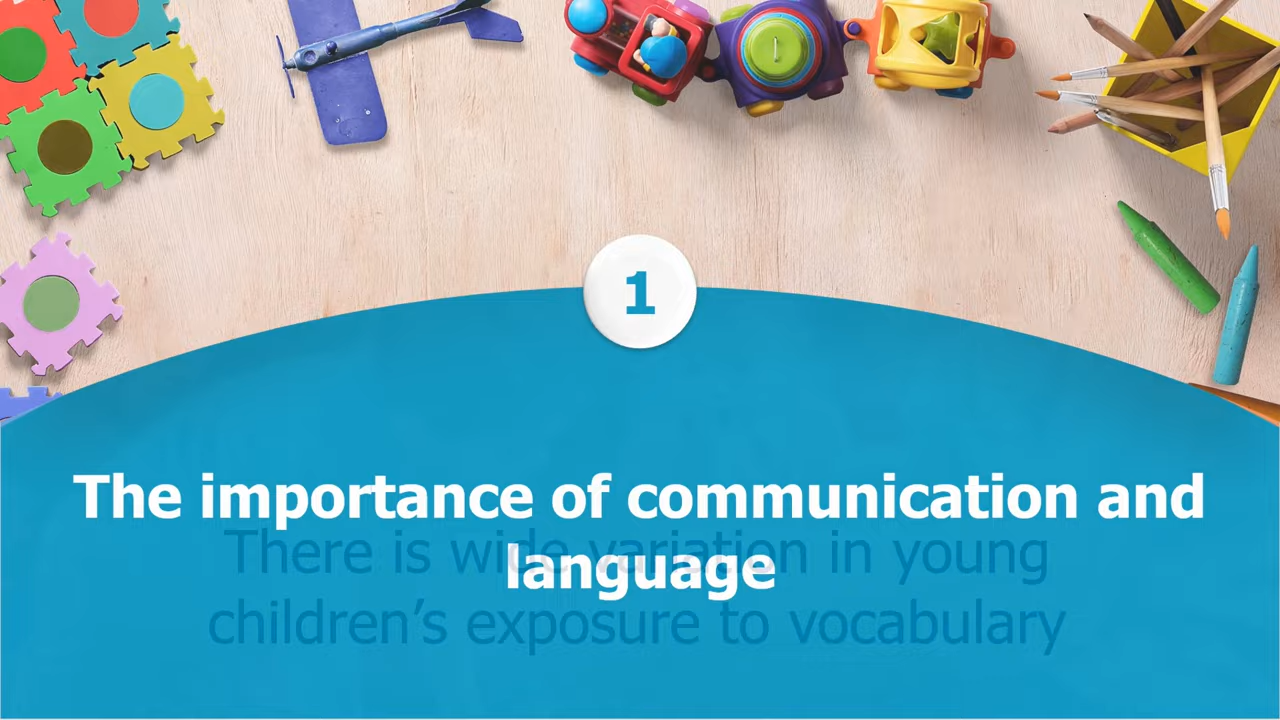 1
The importance of communication and
There is wide variation in young
language
children's exposure to vocabulary